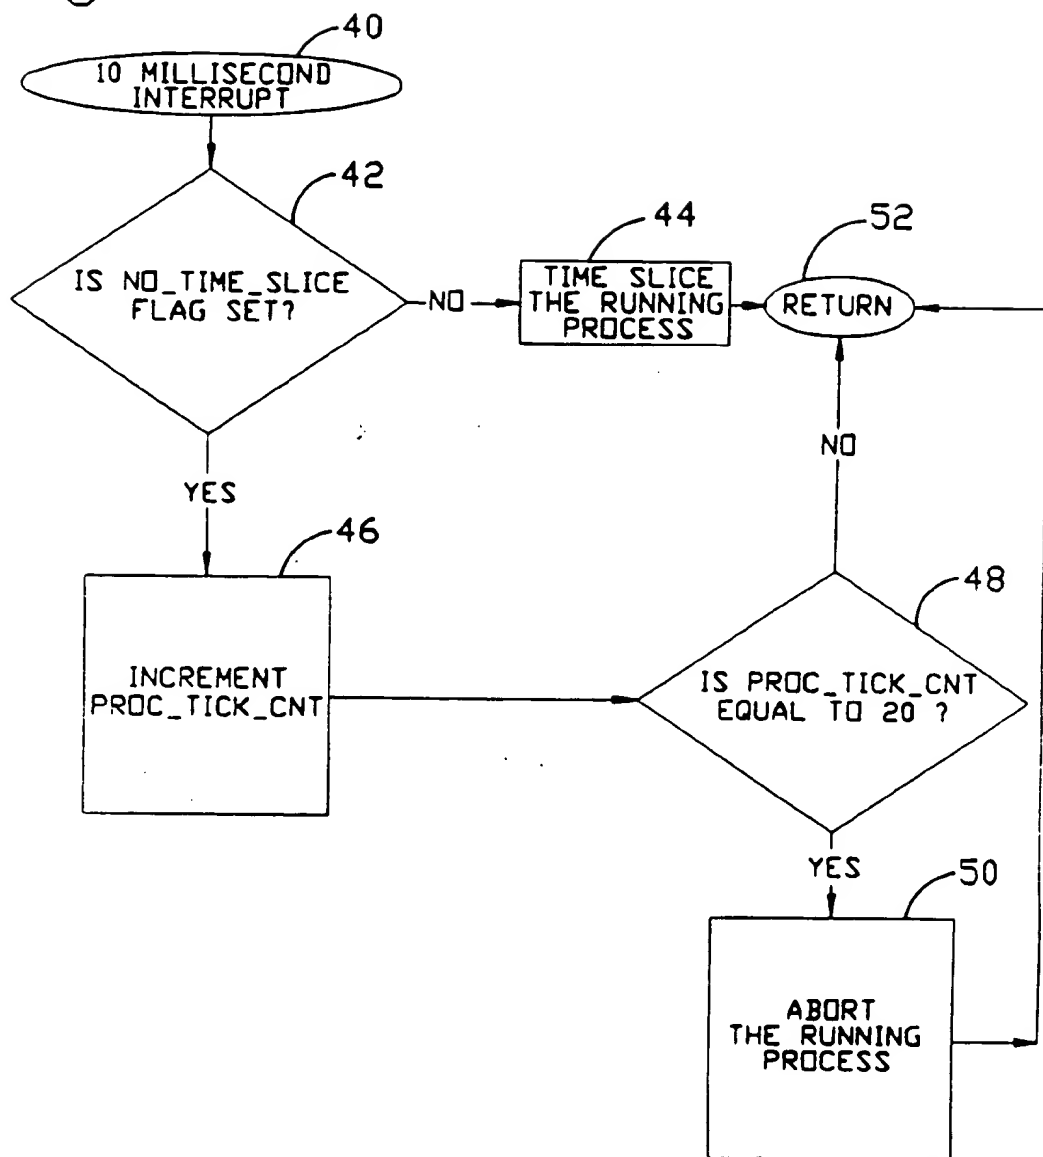 40
10 MILLISECOND
INTERRUPT
42
IS NO_TIME_SLICE
FLAG SET?
NO
44
TIME SLICE
THE RUNNING
PROCESS
52
RETURN
NO
YES
46
INCREMENT
PROC_TICK_CNT
48
IS PROC_TICK_CNT
EQUAL TO 20 ?
YES
50
ABORT
THE RUNNING
PROCESS